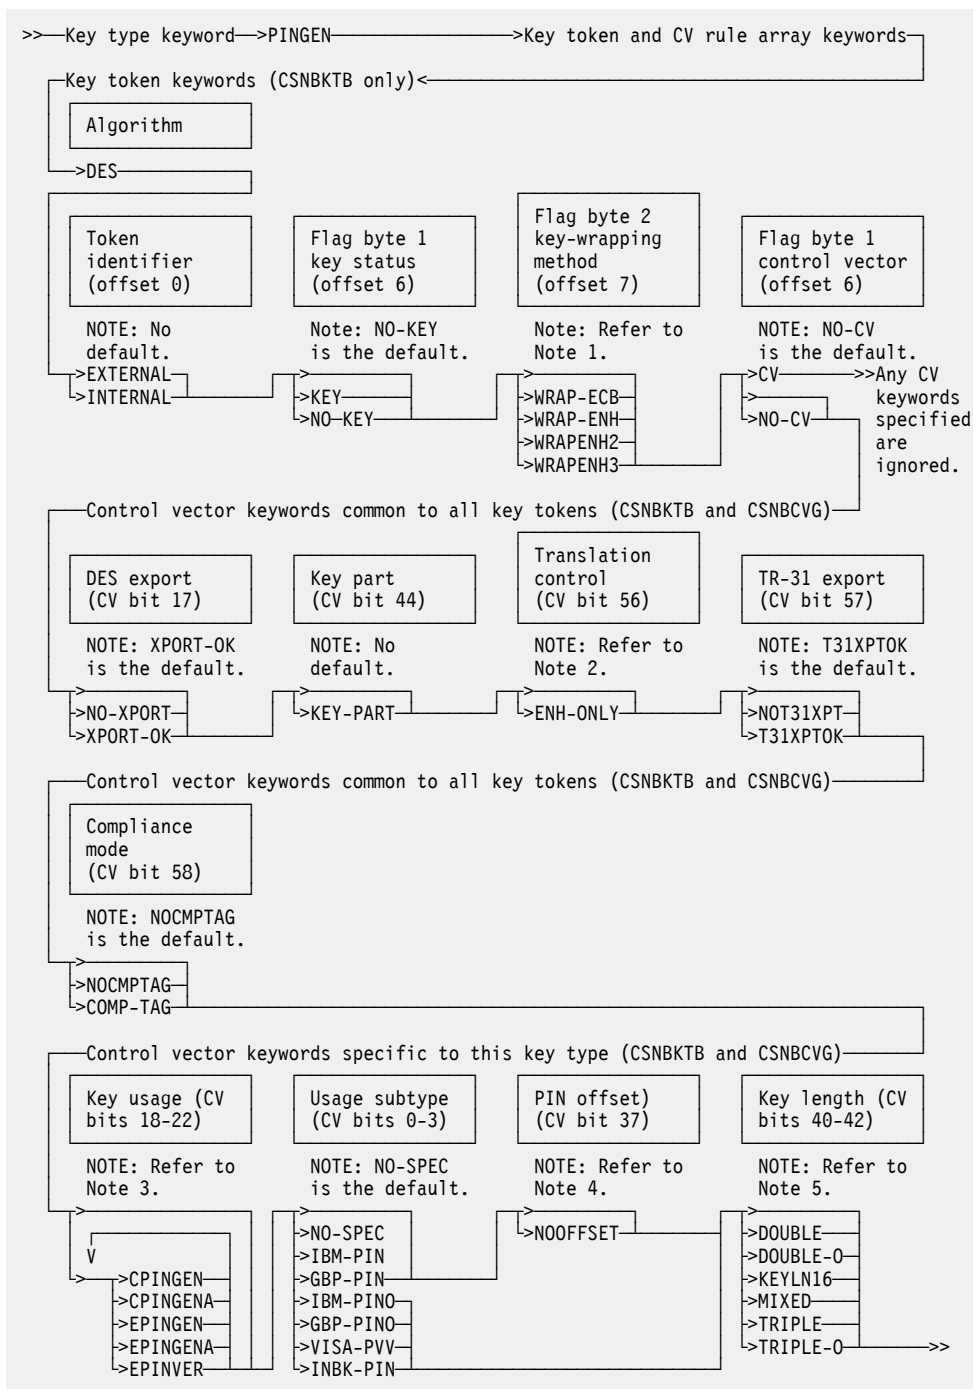 >>—Key type keyword—>PINGEN—>Key token and CV rule array keywords
Key token keywords (CSNBKTB only)<
Algorithm
>DES
Token identifier (offset 0)
Flag byte 1 key status (offset 6)
Flag byte 2 key-wrapping method (offset 7)
Flag byte 1 control vector (offset 6)
NOTE: No default.
Note: NO-KEY is the default.
Note: Refer to Note 1.
NOTE: NO-CV is the default.
>EXTERNAL
>INTERNAL
>
>KEY
>NO-KEY
>
>WRAP-ECB
>WRAP-ENH
>WRAPENH2
>WRAPENH3
>CV—>>Any CV keywords specified are ignored.
>
>NO-CV
Control vector keywords common to all key tokens (CSNBKTB and CSNBCVG)
DES export (CV bit 17)
Key part (CV bit 44)
Translation control (CV bit 56)
TR-31 export (CV bit 57)
NOTE: XPORT-OK is the default.
NOTE: No default.
NOTE: Refer to Note 2.
NOTE: T31XPTOK is the default.
>
>NO-XPORT
>XPORT-OK
>
>KEY-PART
>
>ENH-ONLY
>
>NOT31XPT
>T31XPTOK
Control vector keywords common to all key tokens (CSNBKTB and CSNBCVG)
Compliance mode (CV bit 58)
NOTE: NOCMPTAG is the default.
>
>NOCMPTAG
>COMP-TAG
Control vector keywords specific to this key type (CSNBKTB and CSNBCVG)
Key usage (CV bits 18-22)
Usage subtype (CV bits 0-3)
PIN offset) (CV bit 37)
Key length (CV bits 40-42)
NOTE: Refer to Note 3.
NOTE: NO-SPEC is the default.
NOTE: Refer to Note 4.
NOTE: Refer to Note 5.
>
V
>
>CPINGEN
>CPINGENA
>EPINGEN
>EPINGENA
>EPINVER
>
>NO-SPEC
>IBM-PIN
>GBP-PIN
>IBM-PINO
>GBP-PINO
>VISA-PVV
>INBK-PIN
>
>NOOFFSET
>
>DOUBLE
>DOUBLE-O
>KEYLN16
>MIXED
>TRIPLE
>TRIPLE-O—>>